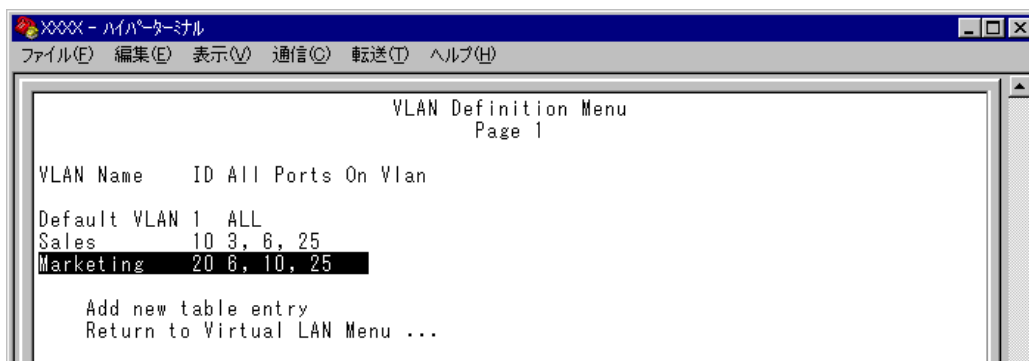 XXXX - ハイパーターミナル
ファイル(F) 編集(E) 表示(V) 通信(C) 転送(T) ヘルプ(H)
VLAN Definition Menu
Page 1
VLAN Name ID All Ports On Vlan
Default VLAN 1 ALL
Sales 10 3, 6, 25
Marketing 20 6, 10, 25
Add new table entry
Return to Virtual LAN Menu ...